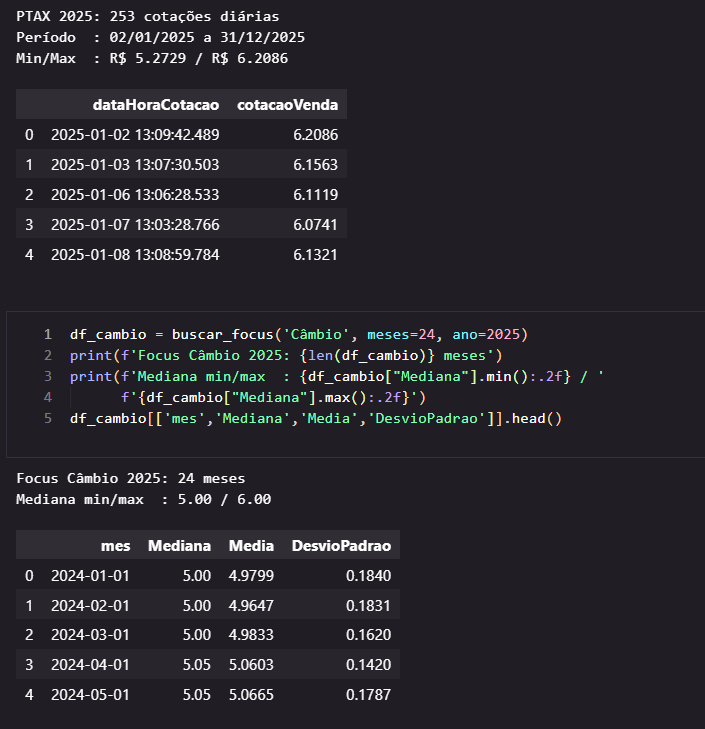 PTAX 2025: 253 cotações diárias
Período  : 02/01/2025 a 31/12/2025
Min/Max  : R$ 5.2729 / R$ 6.2086
dataHoraCotacao cotacaoVenda
0 2025-01-02 13:09:42.489 6.2086
1 2025-01-03 13:07:30.503 6.1563
2 2025-01-06 13:06:28.533 6.1119
3 2025-01-07 13:03:28.766 6.0741
4 2025-01-08 13:08:59.784 6.1321
1 df_cambio = buscar_focus('Câmbio', meses=24, ano=2025)
2 print(f'Focus Câmbio 2025: {len(df_cambio)} meses')
3 print(f'Mediana min/max  : {df_cambio["Mediana"].min():.2f} / '
4       f'{df_cambio["Mediana"].max():.2f}')
5 df_cambio[['mes','Mediana','Media','DesvioPadrao']].head()
Focus Câmbio 2025: 24 meses
Mediana min/max  : 5.00 / 6.00
mes Mediana Media DesvioPadrao
0 2024-01-01 5.00 4.9799 0.1840
1 2024-02-01 5.00 4.9647 0.1831
2 2024-03-01 5.00 4.9833 0.1620
3 2024-04-01 5.05 5.0603 0.1420
4 2024-05-01 5.05 5.0665 0.1787